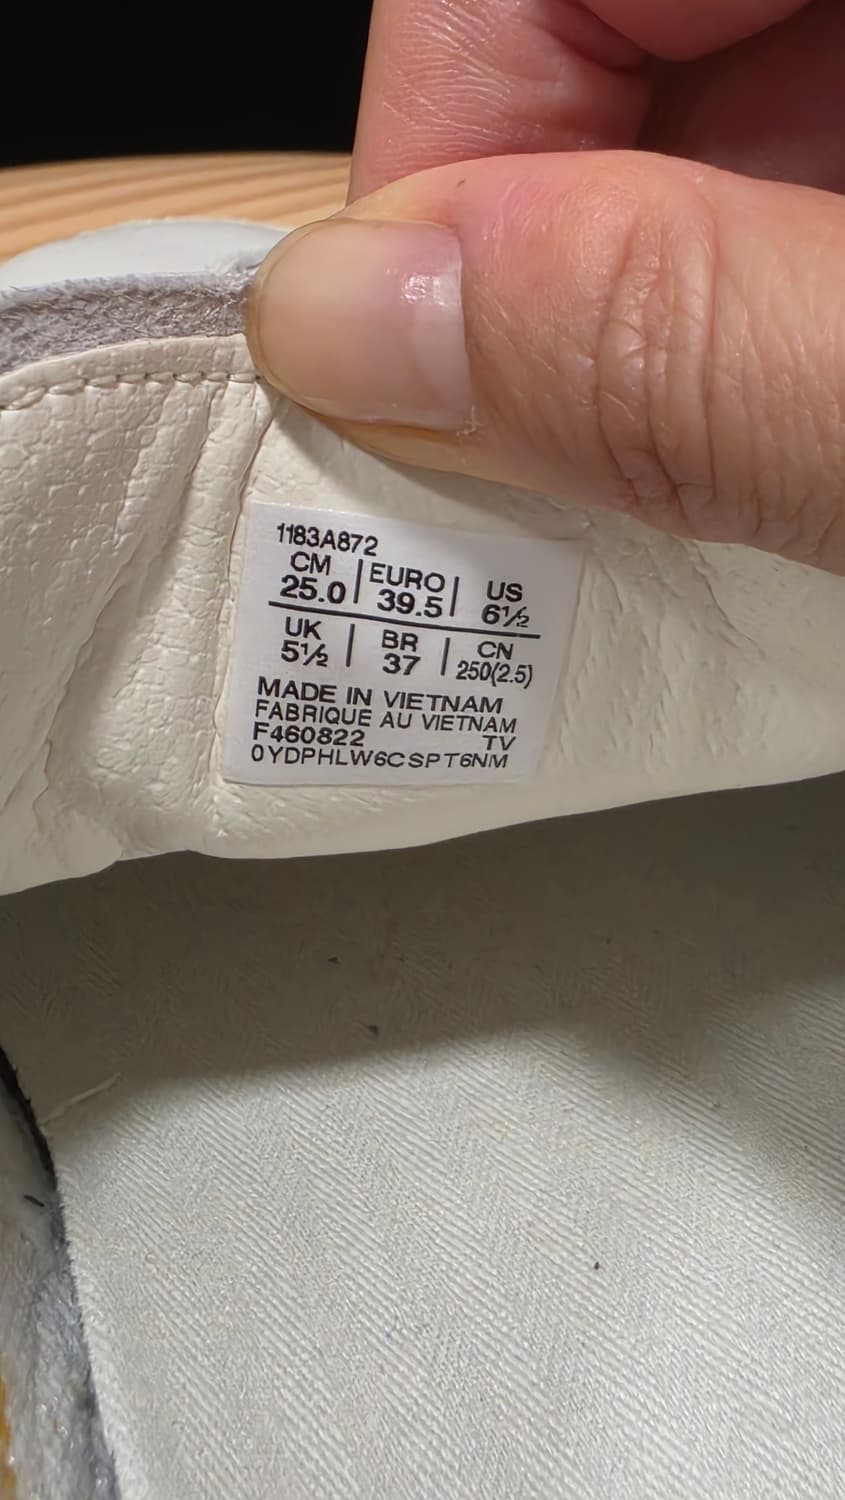 1183A872
CM | EURO | US
25.0 | 39.5 | 6½
UK | BR | CN
5½ | 37 | 250(2.5)
MADE IN VIETNAM
FABRIQUE AU VIETNAM
F460822 TV
0YDPHLW6CSPT6NM